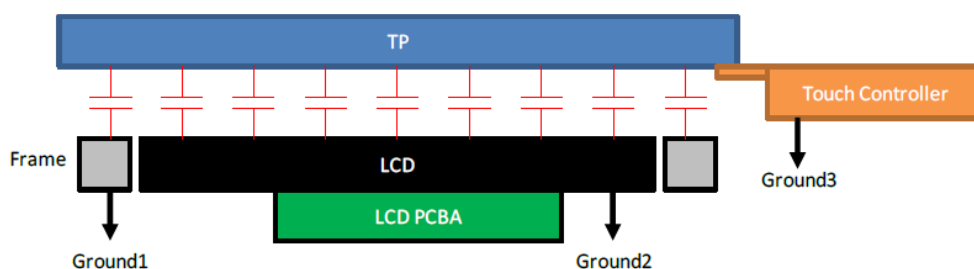 TP
Touch Controller
Frame
LCD
Ground3
LCD PCBA
Ground1
Ground2